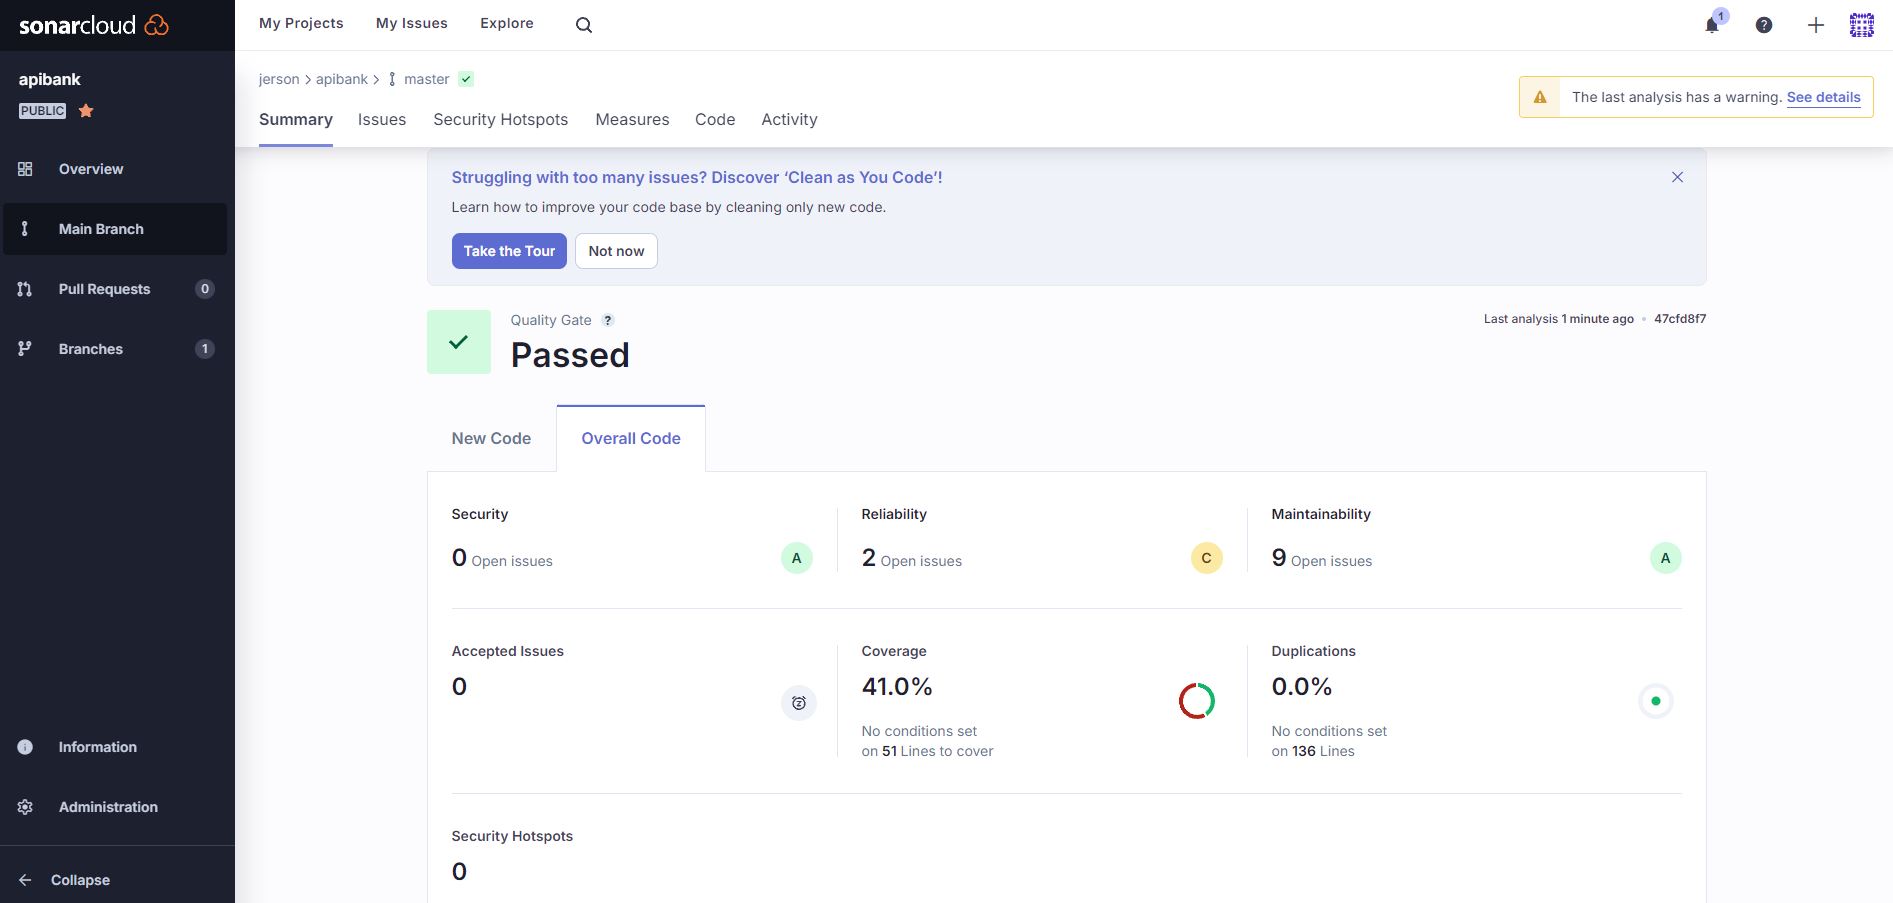 sonarcloud
My Projects
My Issues
Explore
1
?
apibank
PUBLIC
jerson > apibank > master
The last analysis has a warning. See details
Summary
Issues
Security Hotspots
Measures
Code
Activity
Overview
Main Branch
Pull Requests 0
Branches 1
Information
Administration
Collapse
Struggling with too many issues? Discover ‘Clean as You Code’!
Learn how to improve your code base by cleaning only new code.
Take the Tour
Not now
Quality Gate ?
Passed
Last analysis 1 minute ago • 47cfd8f7
New Code
Overall Code
Security
0 Open issues
A
Reliability
2 Open issues
C
Maintainability
9 Open issues
A
Accepted Issues
0
Coverage
41.0%
No conditions set
on 51 Lines to cover
Duplications
0.0%
No conditions set
on 136 Lines
Security Hotspots
0